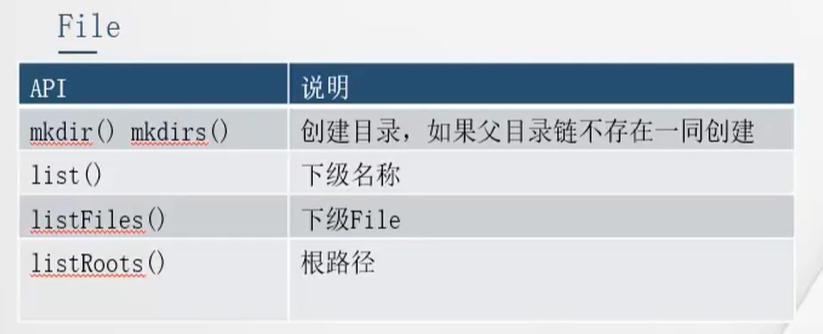 File
API 说明
mkdir() mkdirs() 创建目录，如果父目录链不存在一同创建
list() 下级名称
listFiles() 下级File
listRoots() 根路径